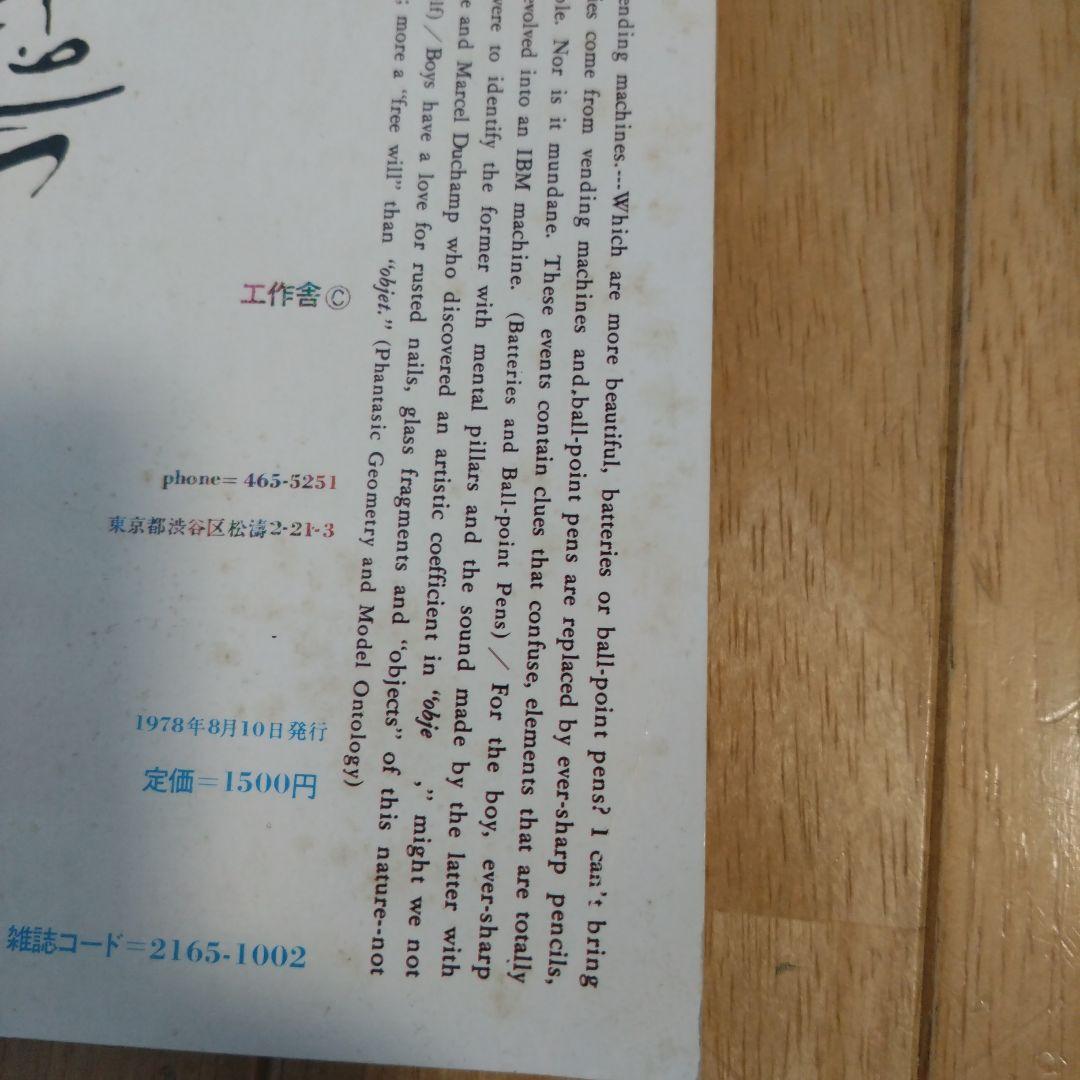 ending machines.---Which are more beautiful, batteries or ball-point pens? I can't bring
ies come from vending machines and ball-point pens are replaced by ever-sharp pencils,
ble. Nor is it mundane. These events contain clues that confuse, elements that are totally
evolved into an IBM machine. (Batteries and Ball-point Pens) / For the boy, ever-sharp
were to identify the former with mental pillars and the sound made by the latter with
e and Marcel Duchamp who discovered an artistic coefficient in "obje ," might we not
lf) / Boys have a love for rusted nails, glass fragments and "objects" of this nature--not
; more a "free will" than "objet." (Phantasic Geometry and Model Ontology)
工作舎©
phone=465-5251
東京都渋谷区松濤2-21-3
1978年8月10日発行
定価=1500円
雑誌コード=2165-1002